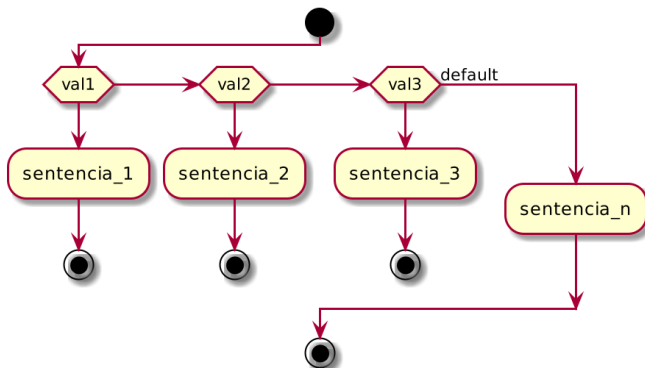 val1
val2
val3
default
sentencia_1
sentencia_2
sentencia_3
sentencia_n